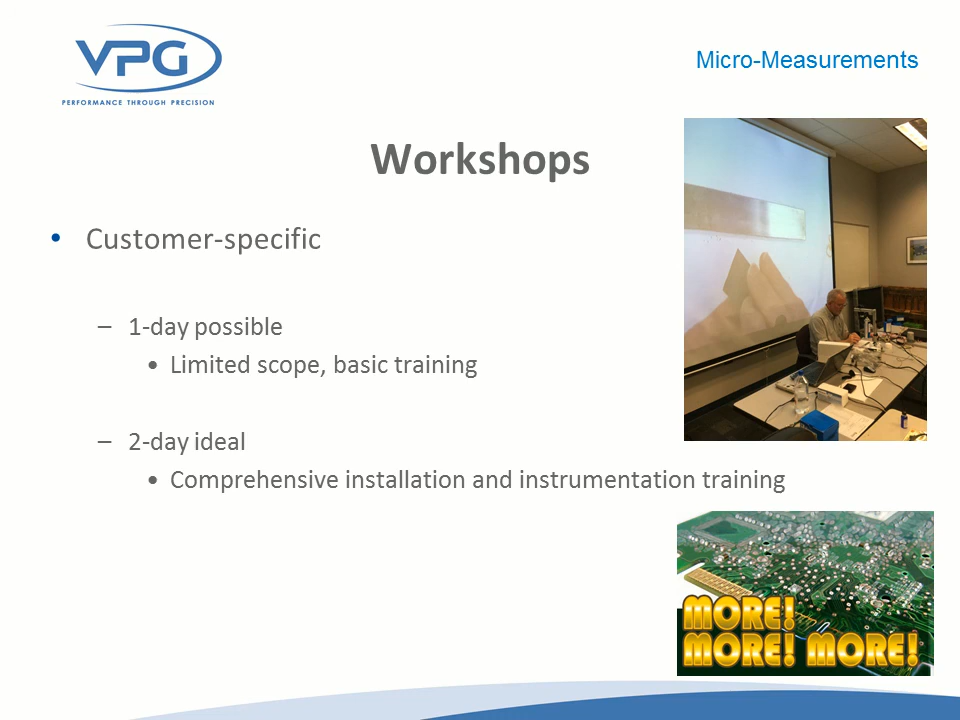 VPG
PERFORMANCE THROUGH PRECISION
Micro-Measurements
Workshops
• Customer-specific
– 1-day possible
• Limited scope, basic training
– 2-day ideal
• Comprehensive installation and instrumentation training
MORE!
MORE! MORE!